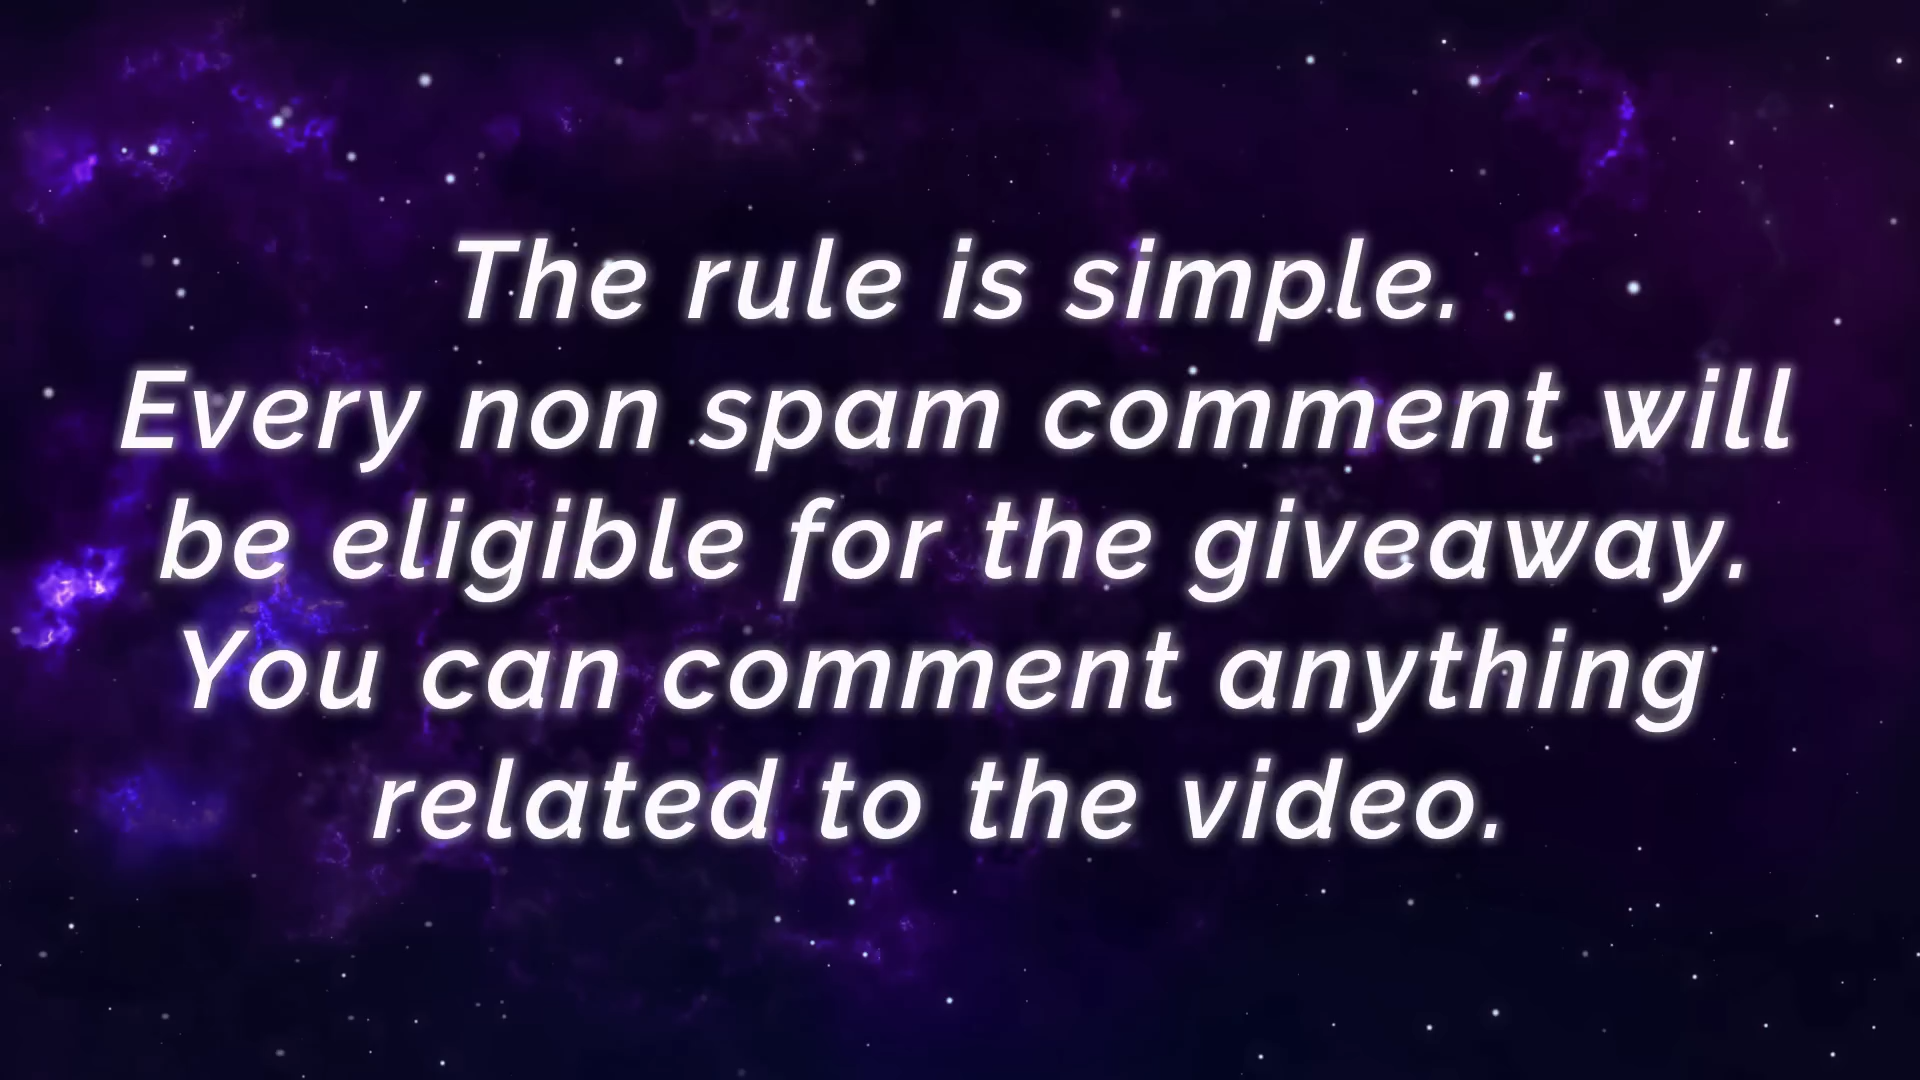 The rule is simple.
Every non spam comment will
be eligible for the giveaway.
You can comment anything
related to the video.